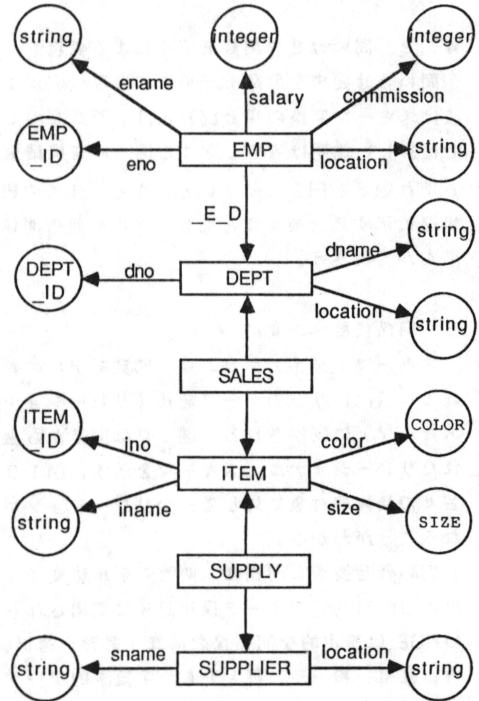 string
integer
integer
ename
salary
commission
EMP
_ID
eno
EMP
location
string
_E_D
string
dname
DEPT
_ID
dno
DEPT
location
string
SALES
ITEM
_ID
ino
color
COLOR
ITEM
string
iname
size
SIZE
SUPPLY
string
sname
SUPPLIER
location
string